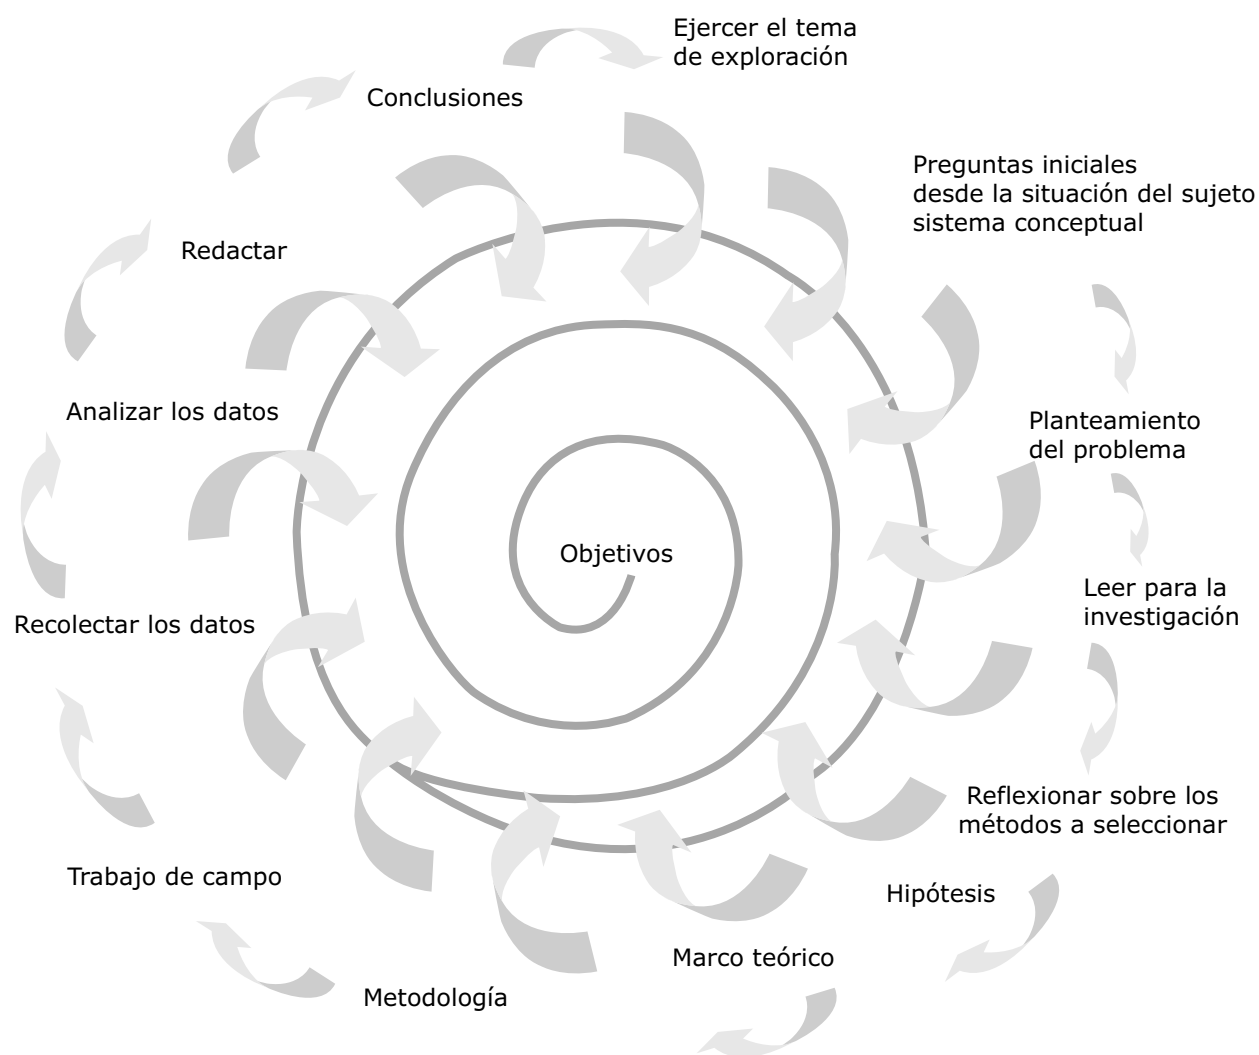 Ejercer el tema
de exploración
Preguntas iniciales
desde la situación del sujeto
sistema conceptual
Planteamiento
del problema
Leer para la
investigación
Reflexionar sobre los
métodos a seleccionar
Hipótesis
Marco teórico
Metodología
Trabajo de campo
Recolectar los datos
Analizar los datos
Redactar
Conclusiones
Objetivos